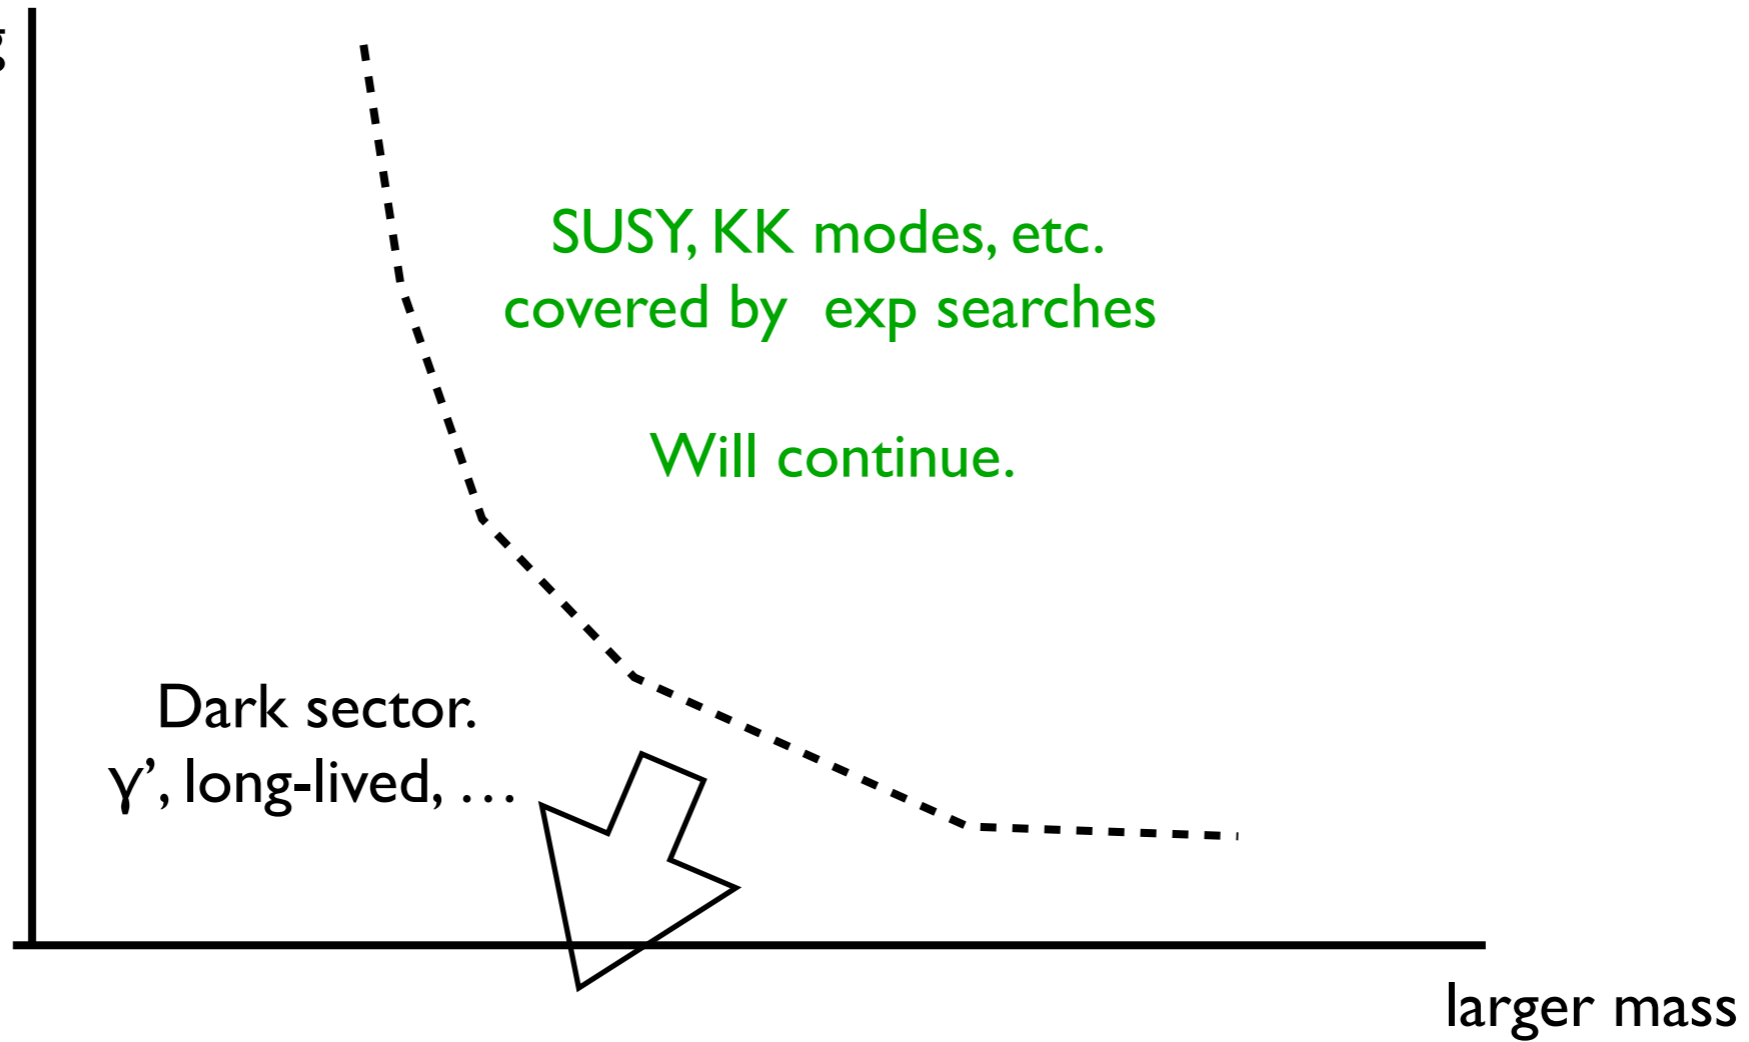 SUSY, KK modes, etc.
covered by exp searches
Will continue.
Dark sector.
γ’, long-lived, …
larger mass